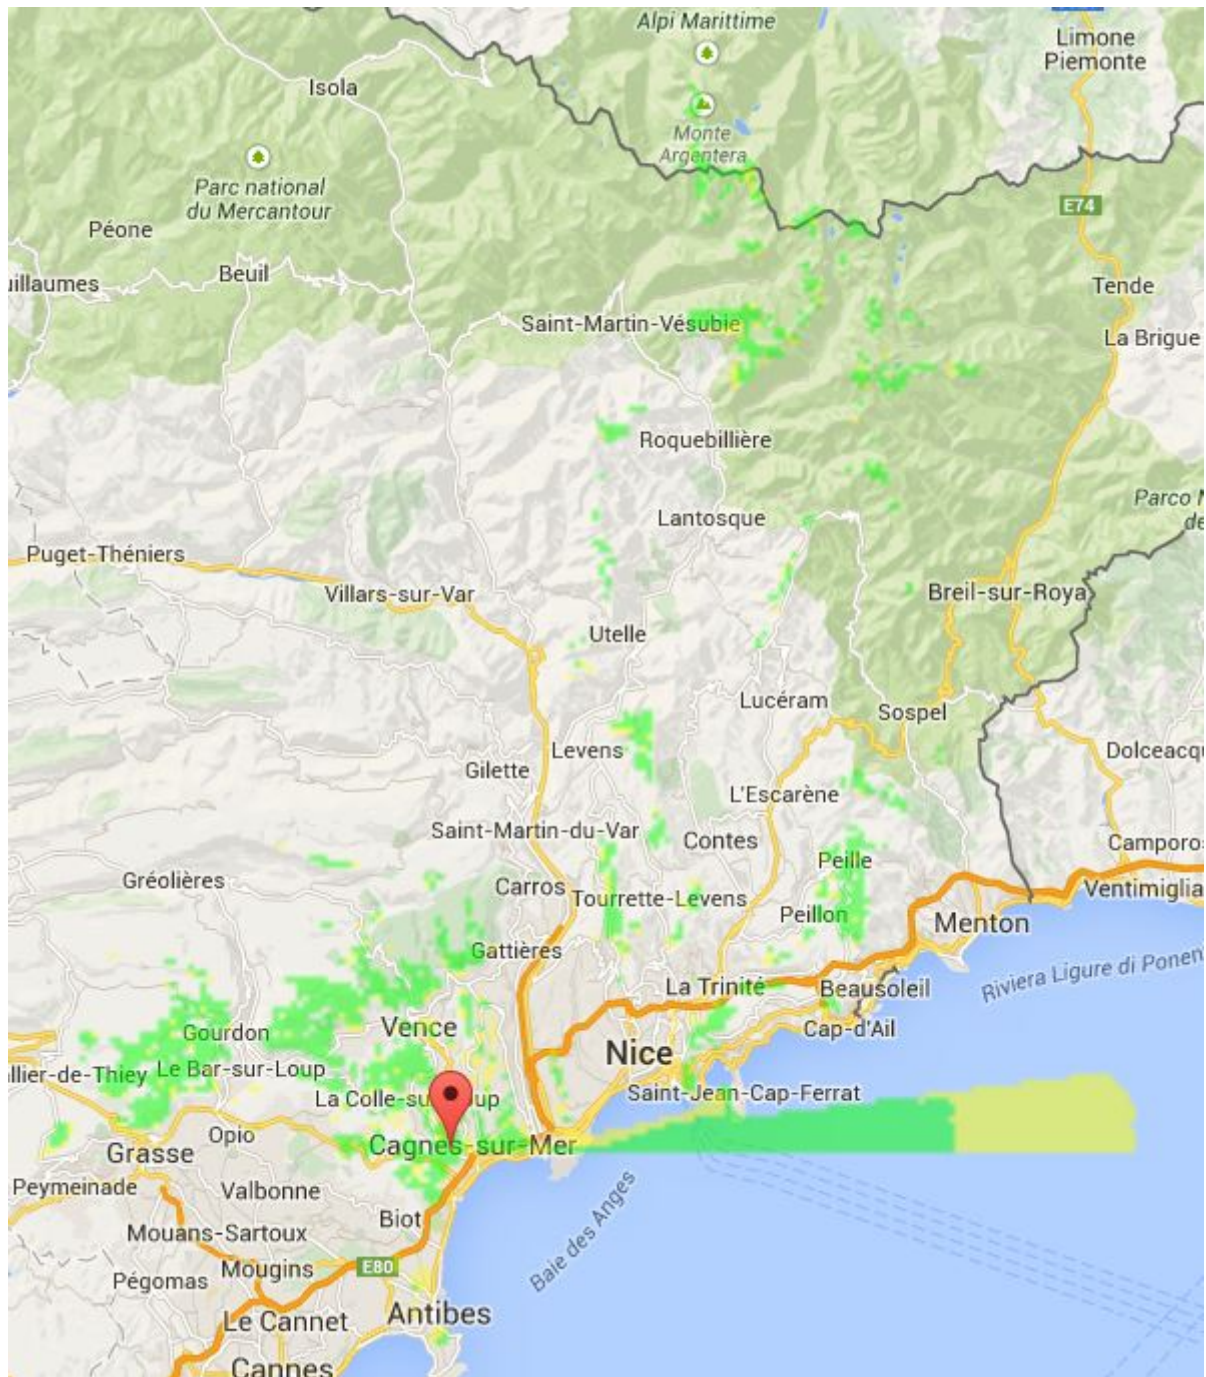 Alpi Marittime
Limone
Piemonte
Isola
Monte
Argentera
Parc national
du Mercantour
E74
Péone
Beuil
uillaumes
Tende
Saint-Martin-Vésubie
La Brigue
Roquebillière
Parco
de
Lantosque
Puget-Théniers
Villars-sur-Var
Breil-sur-Roya
Utelle
Lucéram
Sospel
Levens
Dolceacq
Gilette
L'Escarène
Saint-Martin-du-Var
Contes
Camporo
Peille
Gréolières
Carros
Tourrette-Levens
Ventimiglia
Peillon
Menton
Gattières
Riviera Ligure di Ponen
La Trinité
Beausoleil
Gourdon
Vence
Cap-d'Ail
Nice
llier-de-Thiey
Le Bar-sur-Loup
La Colle-su oup
Saint-Jean-Cap-Ferrat
Opio
Cagnes-sur-Mer
Grasse
Peymeinade
Valbonne
Baie des Anges
Biot
Mouans-Sartoux
Mougins
E80
Pégomas
Le Cannet
Antibes
Cannes